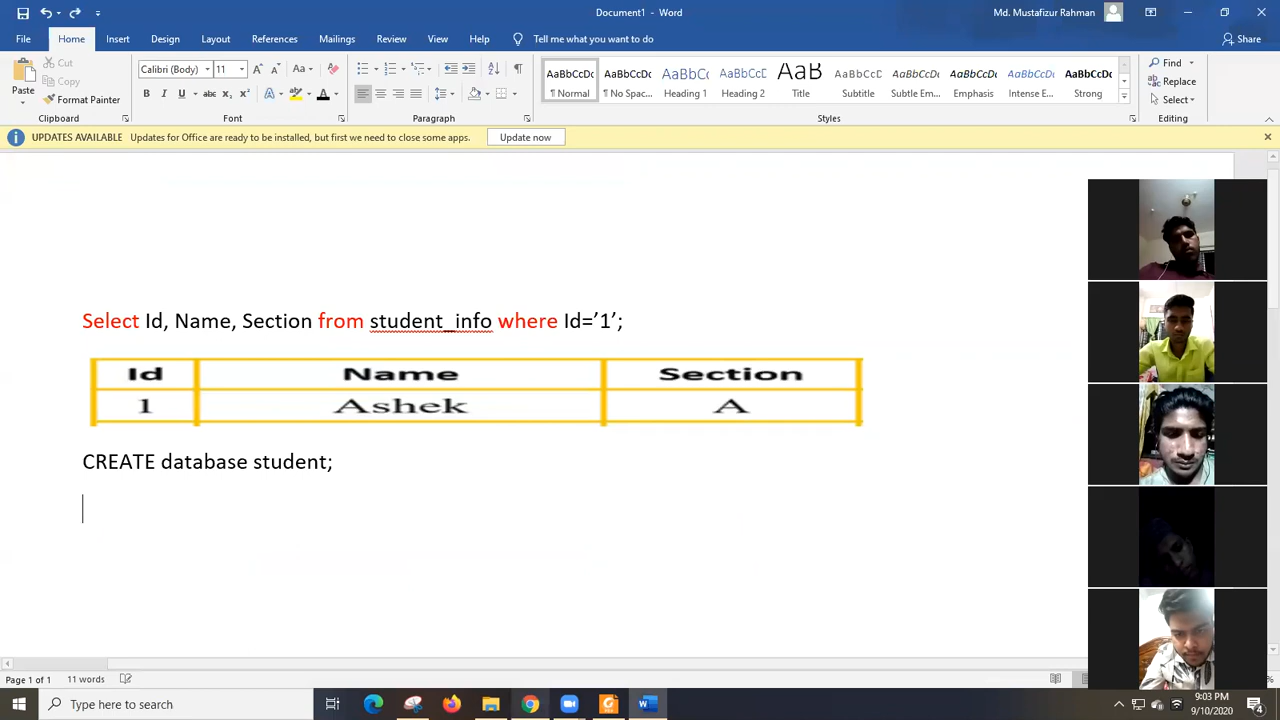 Document1 - Word
Md. Mustafizur Rahman
File Home Insert Design Layout References Mailings Review View Help Tell me what you want to do Share
Paste
Cut
Copy
Format Painter
Calibri (Body) 11
AaBbCcDc AaBbCcDc AaBbCc AaBbCcD AaB AaBbCcD AaBbCcDc AaBbCcDc AaBbCcDc AaBbCcDc
¶ Normal ¶ No Spac... Heading 1 Heading 2 Title Subtitle Subtle Em... Emphasis Intense E... Strong
Find
Replace
Select
Clipboard Font Paragraph Styles Editing
UPDATES AVAILABLE Updates for Office are ready to be installed, but first we need to close some apps. Update now
Select Id, Name, Section from student_info where Id=’1’;
Id Name Section
1 Ashek A
CREATE database student;
Page 1 of 1 11 words
Type here to search
9:03 PM
9/10/2020